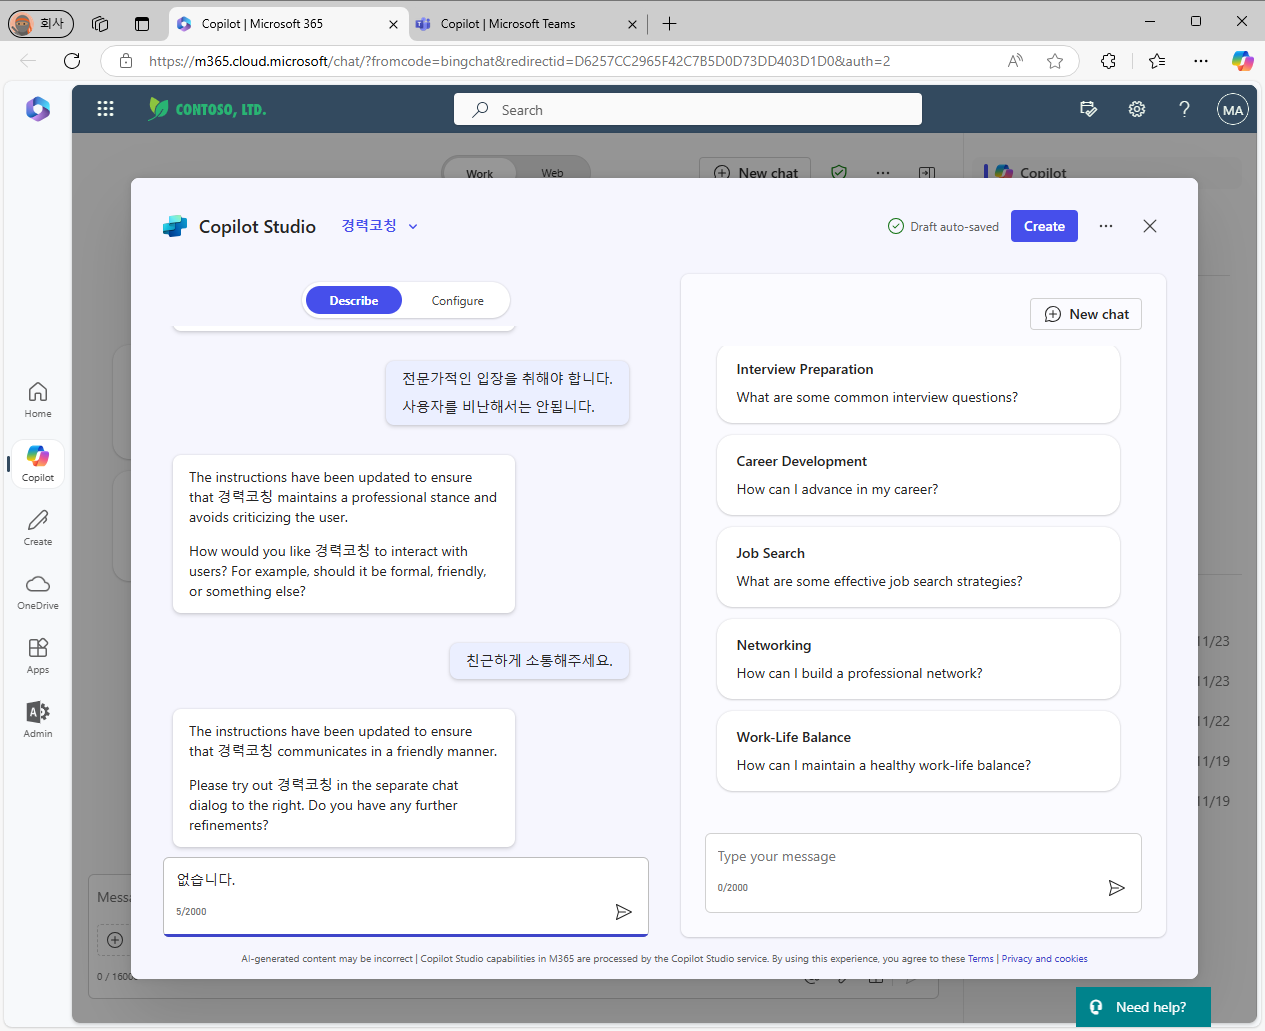 회사
Copilot | Microsoft 365
Copilot | Microsoft Teams
https://m365.cloud.microsoft/chat/?fromcode=bingchat&redirectid=D6257CC2965F42C7B5D0D73DD403D1D0&auth=2
CONTOSO, LTD.
Search
MA
Work
Web
New chat
Copilot
Home
Copilot
Create
OneDrive
Apps
Admin
Copilot Studio
경력코칭
Draft auto-saved
Create
Describe
Configure
전문가적인 입장을 취해야 합니다.
사용자를 비난해서는 안됩니다.
The instructions have been updated to ensure
that 경력코칭 maintains a professional stance and
avoids criticizing the user.
How would you like 경력코칭 to interact with
users? For example, should it be formal, friendly,
or something else?
친근하게 소통해주세요.
The instructions have been updated to ensure
that 경력코칭 communicates in a friendly manner.
Please try out 경력코칭 in the separate chat
dialog to the right. Do you have any further
refinements?
없습니다.
5/2000
New chat
Interview Preparation
What are some common interview questions?
Career Development
How can I advance in my career?
Job Search
What are some effective job search strategies?
Networking
How can I build a professional network?
Work-Life Balance
How can I maintain a healthy work-life balance?
Type your message
0/2000
AI-generated content may be incorrect | Copilot Studio capabilities in M365 are processed by the Copilot Studio service. By using this experience, you agree to these Terms | Privacy and cookies
11/23
11/23
11/22
11/19
11/19
Messa
0 / 1600
Need help?